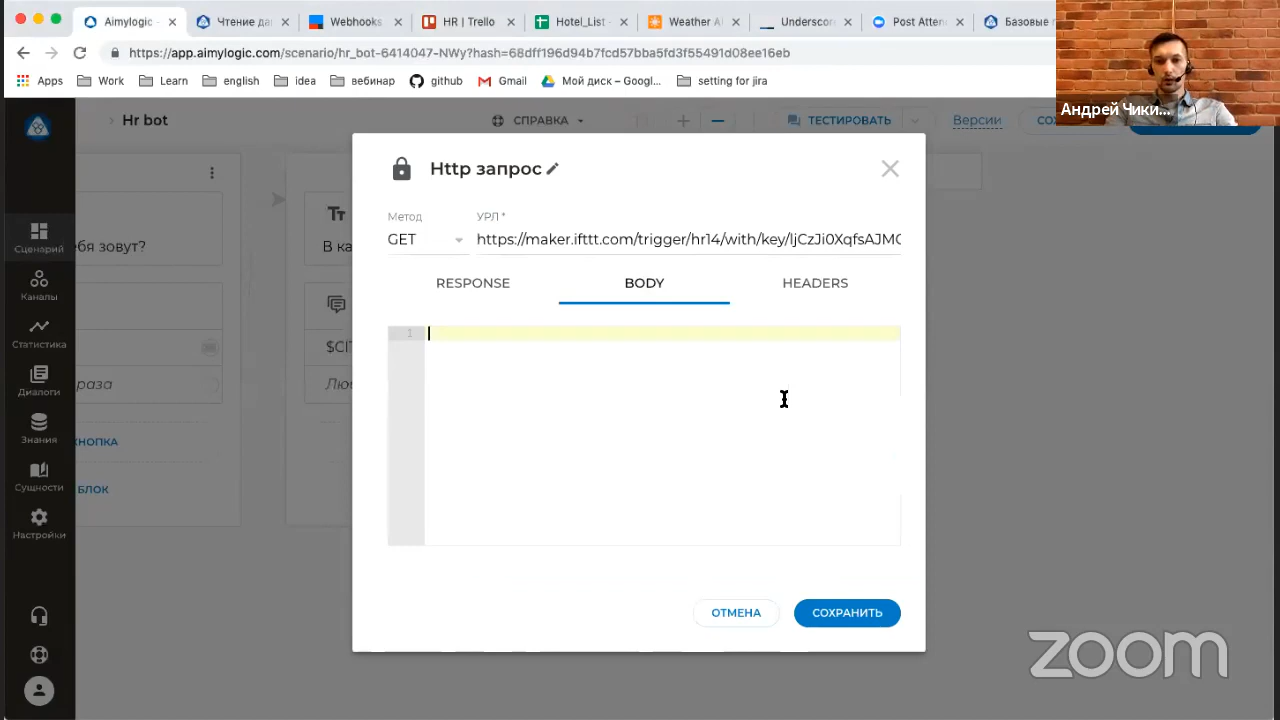 Aimylogic
Чтение да
Webhooks
HR | Trello
Hotel_List -
Weather A
Undersco
Post Atten
Базовые
https://app.aimylogic.com/scenario/hr_bot-6414047-NWy?hash=68dff196d94b7fcd57bba5fd3f55491d08ee16eb
Apps
Work
Learn
english
idea
вебинар
github
Gmail
Мой диск – Googl...
setting for jira
Андрей Чики...
Hr bot
СПРАВКА
ТЕСТИРОВАТЬ
Версии
СО
Http запрос
Метод
УРЛ *
GET
https://maker.ifttt.com/trigger/hr14/with/key/ljCzJi0XqfsAJM
RESPONSE
BODY
HEADERS
1
ОТМЕНА
СОХРАНИТЬ
Сценарий
Каналы
Статистика
Диалоги
Знания
Сущности
Настройки
бя зовут?
раза
КНОПКА
БЛОК
Тт
В ка
$CI
Лю
zoom